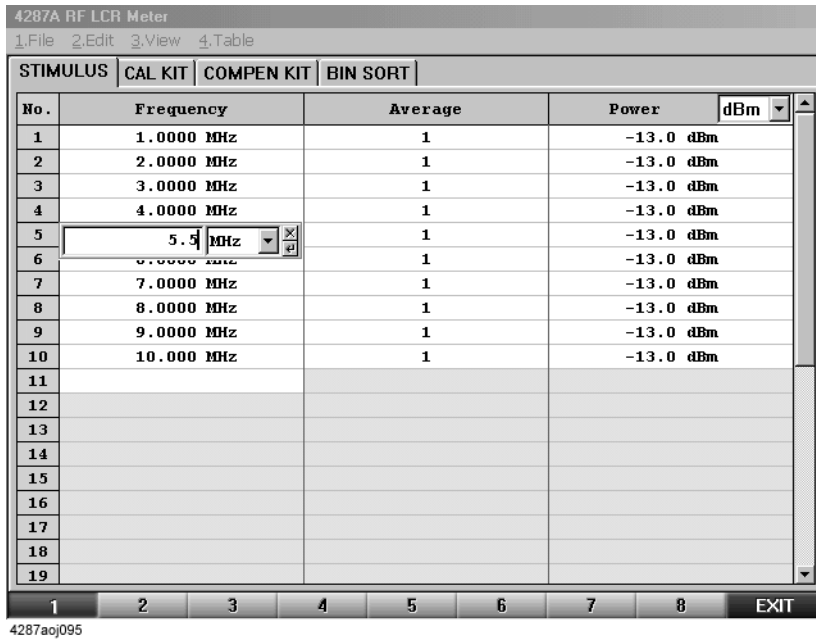 4287A RF LCR Meter
1.File 2.Edit 3.View 4.Table
STIMULUS CAL KIT COMPEN KIT BIN SORT
No. Frequency Average Power dBm
1 1.0000 MHz 1 -13.0 dBm
2 2.0000 MHz 1 -13.0 dBm
3 3.0000 MHz 1 -13.0 dBm
4 4.0000 MHz 1 -13.0 dBm
5 5.5 MHz 1 -13.0 dBm
6 1 -13.0 dBm
7 7.0000 MHz 1 -13.0 dBm
8 8.0000 MHz 1 -13.0 dBm
9 9.0000 MHz 1 -13.0 dBm
10 10.000 MHz 1 -13.0 dBm
11
12
13
14
15
16
17
18
19
1 2 3 4 5 6 7 8 EXIT
4287aoj095